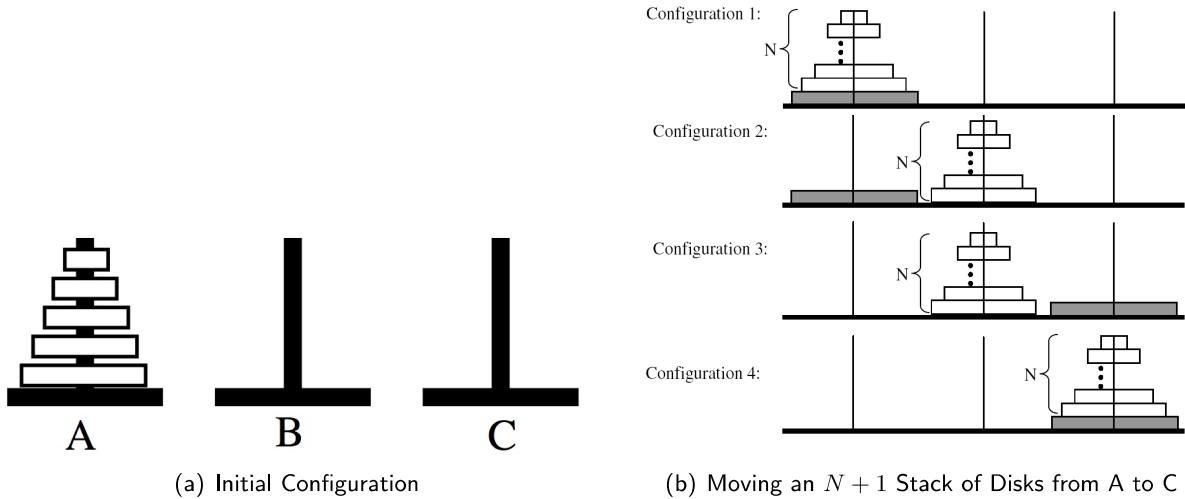 A
B
C
(a) Initial Configuration
Configuration 1:
N
Configuration 2:
N
Configuration 3:
N
Configuration 4:
N
(b) Moving an N + 1 Stack of Disks from A to C